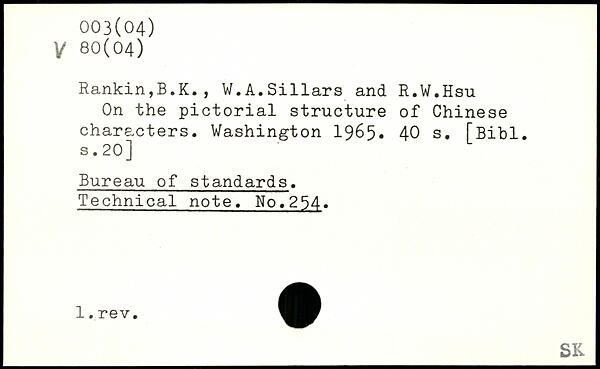 003(04)
V 80(04)
Rankin,B.K., W.A.Sillars and R.W.Hsu
On the pictorial structure of Chinese
characters. Washington 1965. 40 s. [Bibl.
s.20]
Bureau of standards.
Technical note. No.254.
1.rev.
SK